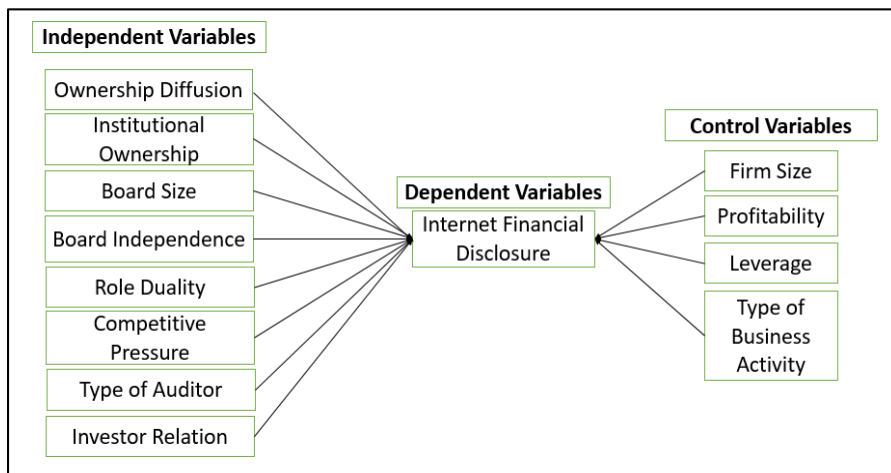 Independent Variables
Ownership Diffusion
Institutional
Ownership
Board Size
Board Independence
Role Duality
Competitive
Pressure
Type of Auditor
Investor Relation
Dependent Variables
Internet Financial
Disclosure
Control Variables
Firm Size
Profitability
Leverage
Type of
Business
Activity